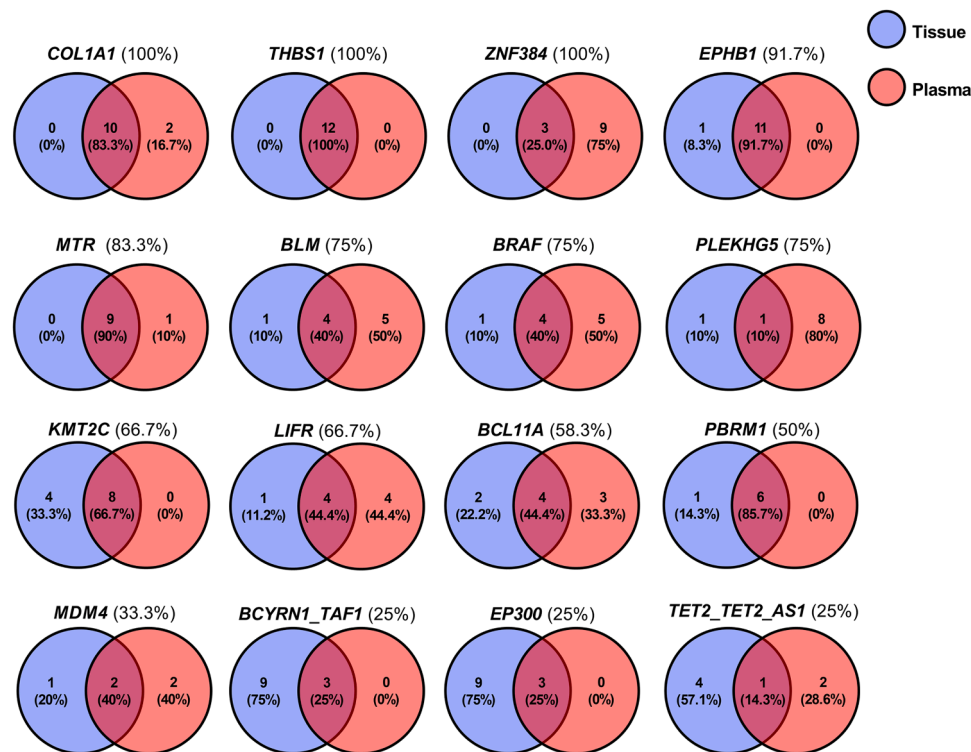 Tissue
Plasma
COL1A1 (100%)
THBS1 (100%)
ZNF384 (100%)
EPHB1 (91.7%)
0 10 2
(0%) (83.3%) (16.7%)
0 12 0
(0%) (100%) (0%)
0 3 9
(0%) (25.0%) (75%)
1 11 0
(8.3%) (91.7%) (0%)
MTR (83.3%)
BLM (75%)
BRAF (75%)
PLEKHG5 (75%)
0 9 1
(0%) (90%) (10%)
1 4 5
(10%) (40%) (50%)
1 4 5
(10%) (40%) (50%)
1 1 8
(10%) (10%) (80%)
KMT2C (66.7%)
LIFR (66.7%)
BCL11A (58.3%)
PBRM1 (50%)
4 8 0
(33.3%) (66.7%) (0%)
1 4 4
(11.2%) (44.4%) (44.4%)
2 4 3
(22.2%) (44.4%) (33.3%)
1 6 0
(14.3%) (85.7%) (0%)
MDM4 (33.3%)
BCYRN1_TAF1 (25%)
EP300 (25%)
TET2_TET2_AS1 (25%)
1 2 2
(20%) (40%) (40%)
9 3 0
(75%) (25%) (0%)
9 3 0
(75%) (25%) (0%)
4 1 2
(57.1%) (14.3%) (28.6%)